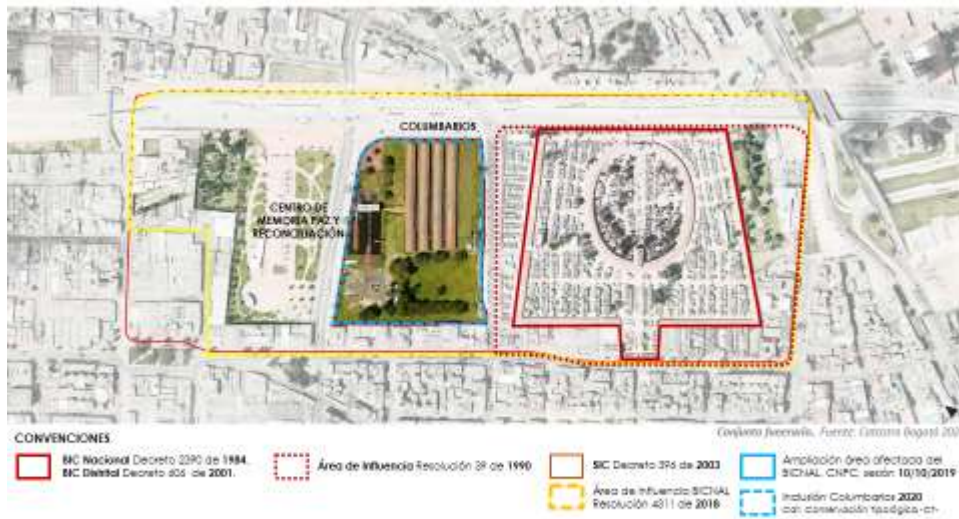 COLUMBARIOS
CENTRO DE
MEMORIA PAZ Y
RECONCILIACIÓN
Conjunto funerario. Fuente: Catastro Bogotá
CONVENCIONES
BIC Nacional Decreto 2390 de 1984.
BIC Distrital Decreto 606 de 2001.
Área de Influencia Resolución 39 de 1990
SIC Decreto 396 de 2003
Área de Influencia BICNAL
Resolución 4311 de 2018
Ampliación área afectada del
BICNAL CNPC, sesión 10/10/2019
Inclusión Columbarios 2020
con conservación tipológica